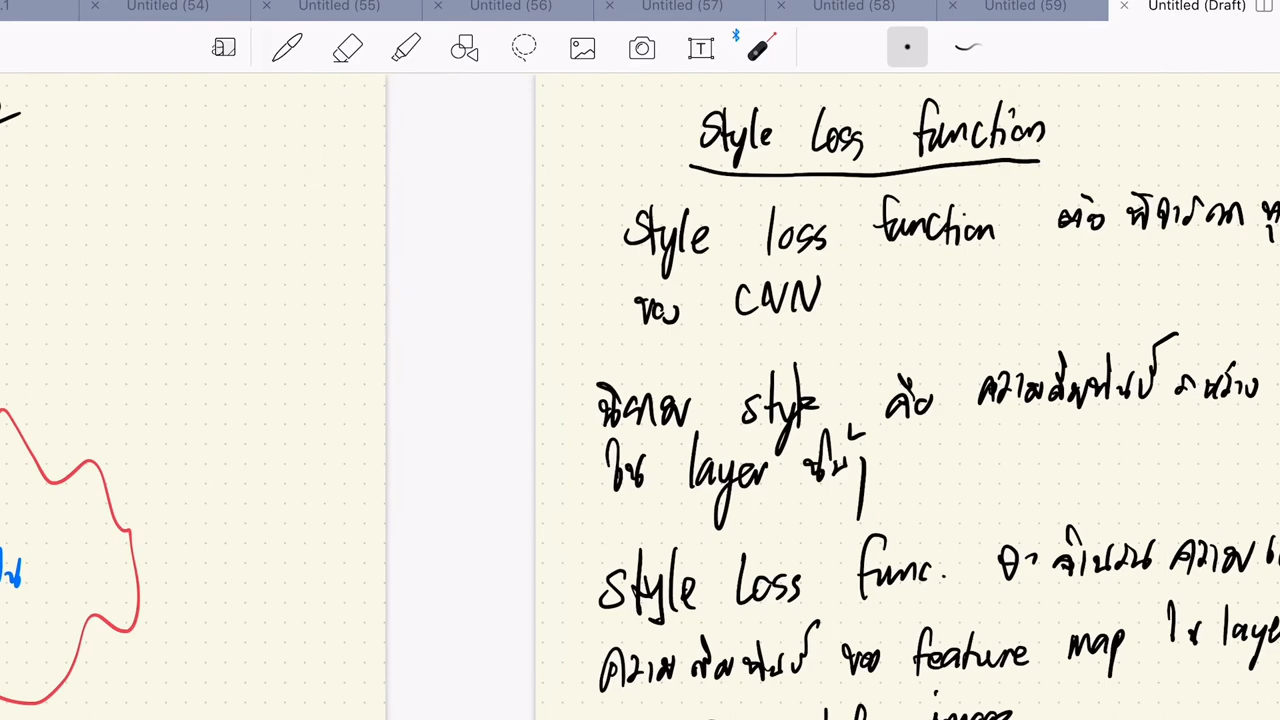 .1 Untitled (54) Untitled (55) Untitled (56) Untitled (57) Untitled (58) Untitled (59) Untitled (Draft)
Style loss function
Style loss function ต้อง พิจารณา ทุ
ของ CNN
นิยาม style คือ ความสัมพันธ์ ระหว่าง
ใน layer นั้นๆ
Style Loss func. จะ คำนวณ ความ
ความสัมพันธ์ ของ feature map ใน layer
image